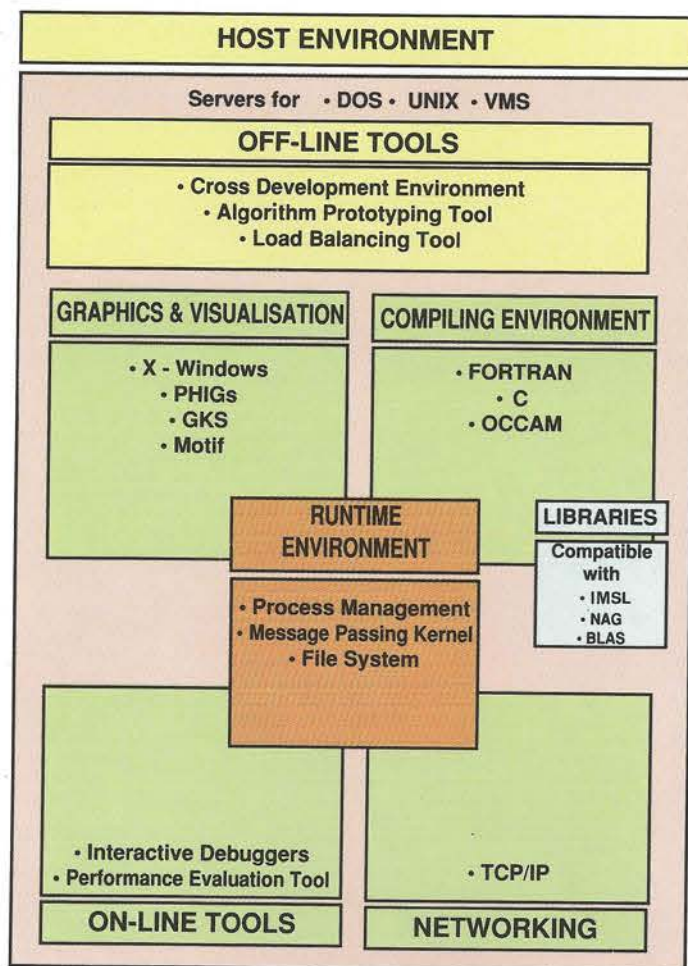 HOST ENVIRONMENT
Servers for • DOS • UNIX • VMS
OFF-LINE TOOLS
• Cross Development Environment
• Algorithm Prototyping Tool
• Load Balancing Tool
GRAPHICS & VISUALISATION
• X - Windows
• PHIGs
• GKS
• Motif
COMPILING ENVIRONMENT
• FORTRAN
• C
• OCCAM
RUNTIME
ENVIRONMENT
• Process Management
• Message Passing Kernel
• File System
LIBRARIES
Compatible
with
• IMSL
• NAG
• BLAS
• Interactive Debuggers
• Performance Evaluation Tool
ON-LINE TOOLS
• TCP/IP
NETWORKING